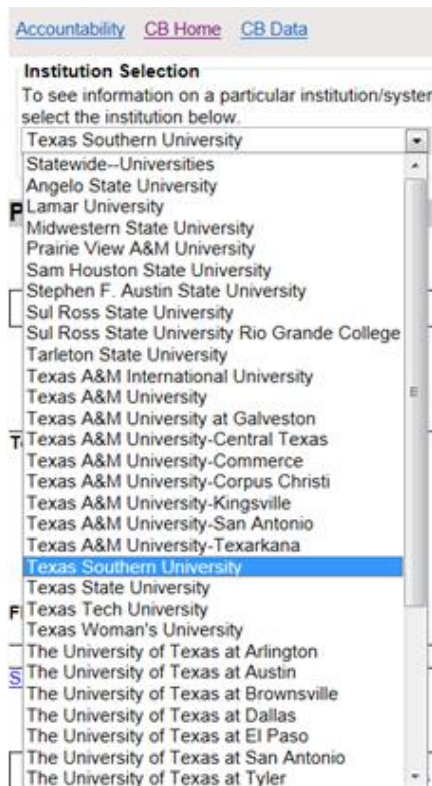 Accountability CB Home CB Data
Institution Selection
To see information on a particular institution/syster
select the institution below.
Texas Southern University
Statewide--Universities
Angelo State University
Lamar University
Midwestern State University
Prairie View A&M University
Sam Houston State University
Stephen F. Austin State University
Sul Ross State University
Sul Ross State University Rio Grande College
Tarleton State University
Texas A&M International University
Texas A&M University
Texas A&M University at Galveston
Texas A&M University-Central Texas
Texas A&M University-Commerce
Texas A&M University-Corpus Christi
Texas A&M University-Kingsville
Texas A&M University-San Antonio
Texas A&M University-Texarkana
Texas Southern University
Texas State University
Texas Tech University
Texas Woman's University
The University of Texas at Arlington
The University of Texas at Austin
The University of Texas at Brownsville
The University of Texas at Dallas
The University of Texas at El Paso
The University of Texas at San Antonio
The University of Texas at Tyler